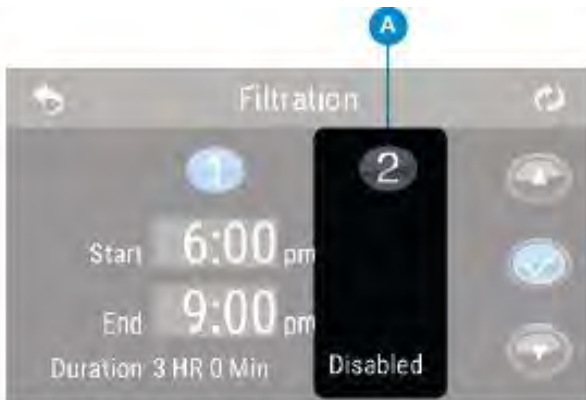 A
Filtration
1 2
Start 6:00 pm
End 9:00 pm
Duration 3 HR 0 Min Disabled